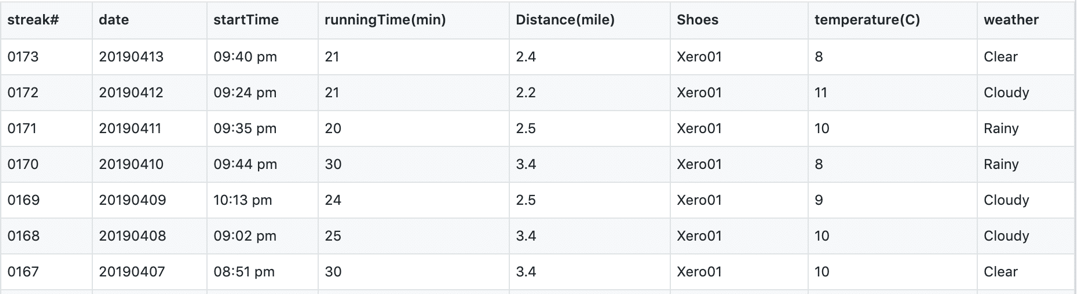 streak# date startTime runningTime(min) Distance(mile) Shoes temperature(C) weather
0173 20190413 09:40 pm 21 2.4 Xero01 8 Clear
0172 20190412 09:24 pm 21 2.2 Xero01 11 Cloudy
0171 20190411 09:35 pm 20 2.5 Xero01 10 Rainy
0170 20190410 09:44 pm 30 3.4 Xero01 8 Rainy
0169 20190409 10:13 pm 24 2.5 Xero01 9 Cloudy
0168 20190408 09:02 pm 25 3.4 Xero01 10 Cloudy
0167 20190407 08:51 pm 30 3.4 Xero01 10 Clear